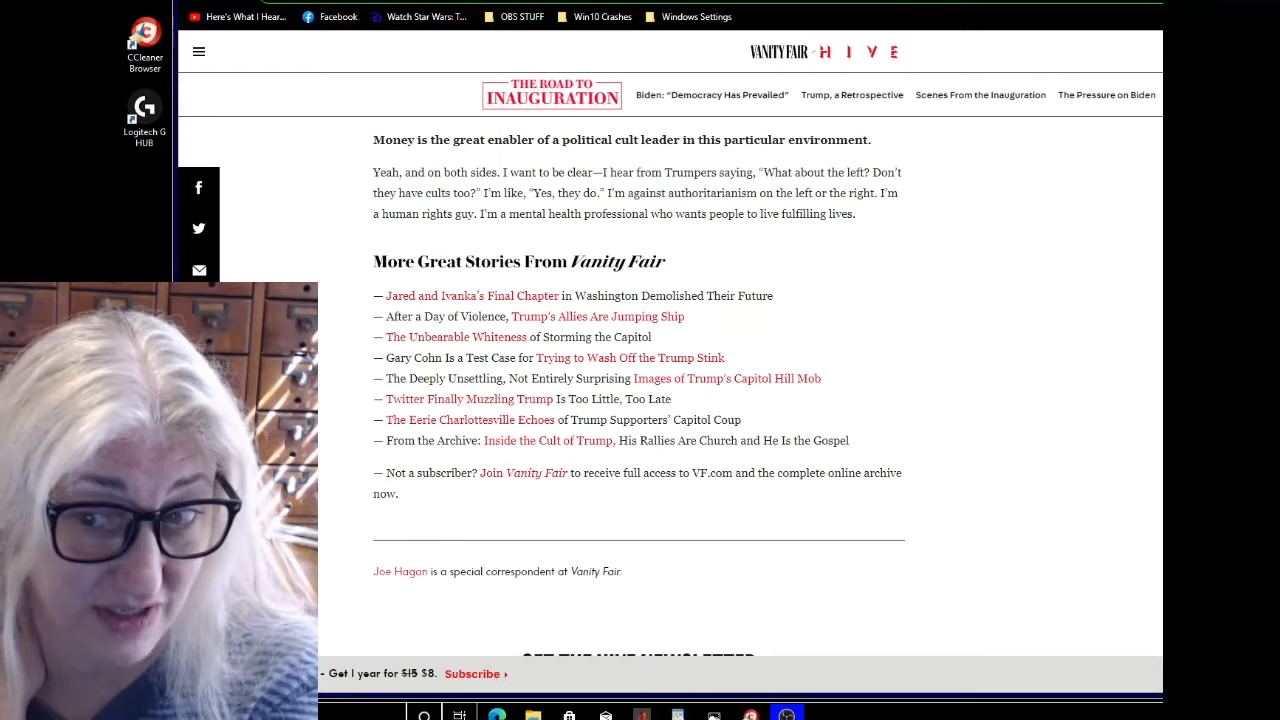 Here's What I Hear...
Facebook
Watch Star Wars: T...
OBS STUFF
Win10 Crashes
Windows Settings
CCleaner
Browser
Logitech G
HUB
VANITY FAIR HIVE
THE ROAD TO
INAUGURATION
Biden: “Democracy Has Prevailed”
Trump, a Retrospective
Scenes From the Inauguration
The Pressure on Biden
Money is the great enabler of a political cult leader in this particular environment.
Yeah, and on both sides. I want to be clear—I hear from Trumpers saying, “What about the left? Don’t
they have cults too?” I’m like, “Yes, they do.” I’m against authoritarianism on the left or the right. I’m
a human rights guy. I’m a mental health professional who wants people to live fulfilling lives.
More Great Stories From Vanity Fair
— Jared and Ivanka’s Final Chapter in Washington Demolished Their Future
— After a Day of Violence, Trump’s Allies Are Jumping Ship
— The Unbearable Whiteness of Storming the Capitol
— Gary Cohn Is a Test Case for Trying to Wash Off the Trump Stink
— The Deeply Unsettling, Not Entirely Surprising Images of Trump’s Capitol Hill Mob
— Twitter Finally Muzzling Trump Is Too Little, Too Late
— The Eerie Charlottesville Echoes of Trump Supporters’ Capitol Coup
— From the Archive: Inside the Cult of Trump, His Rallies Are Church and He Is the Gospel
— Not a subscriber? Join Vanity Fair to receive full access to VF.com and the complete online archive
now.
Joe Hagan is a special correspondent at Vanity Fair.
GET THE HIVE NEWSLETTER
- Get 1 year for $15 $8. Subscribe ›